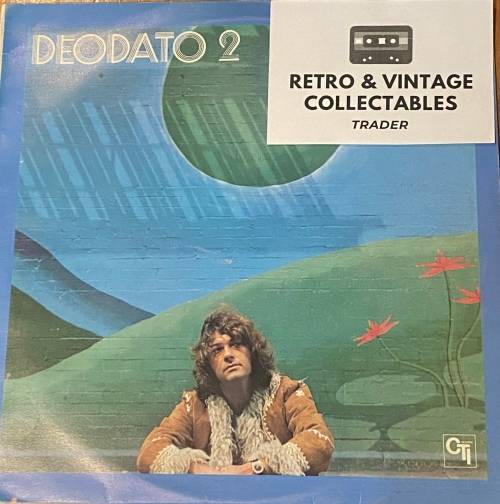 DEODATO 2
RETRO & VINTAGE
COLLECTABLES
TRADER
CTI